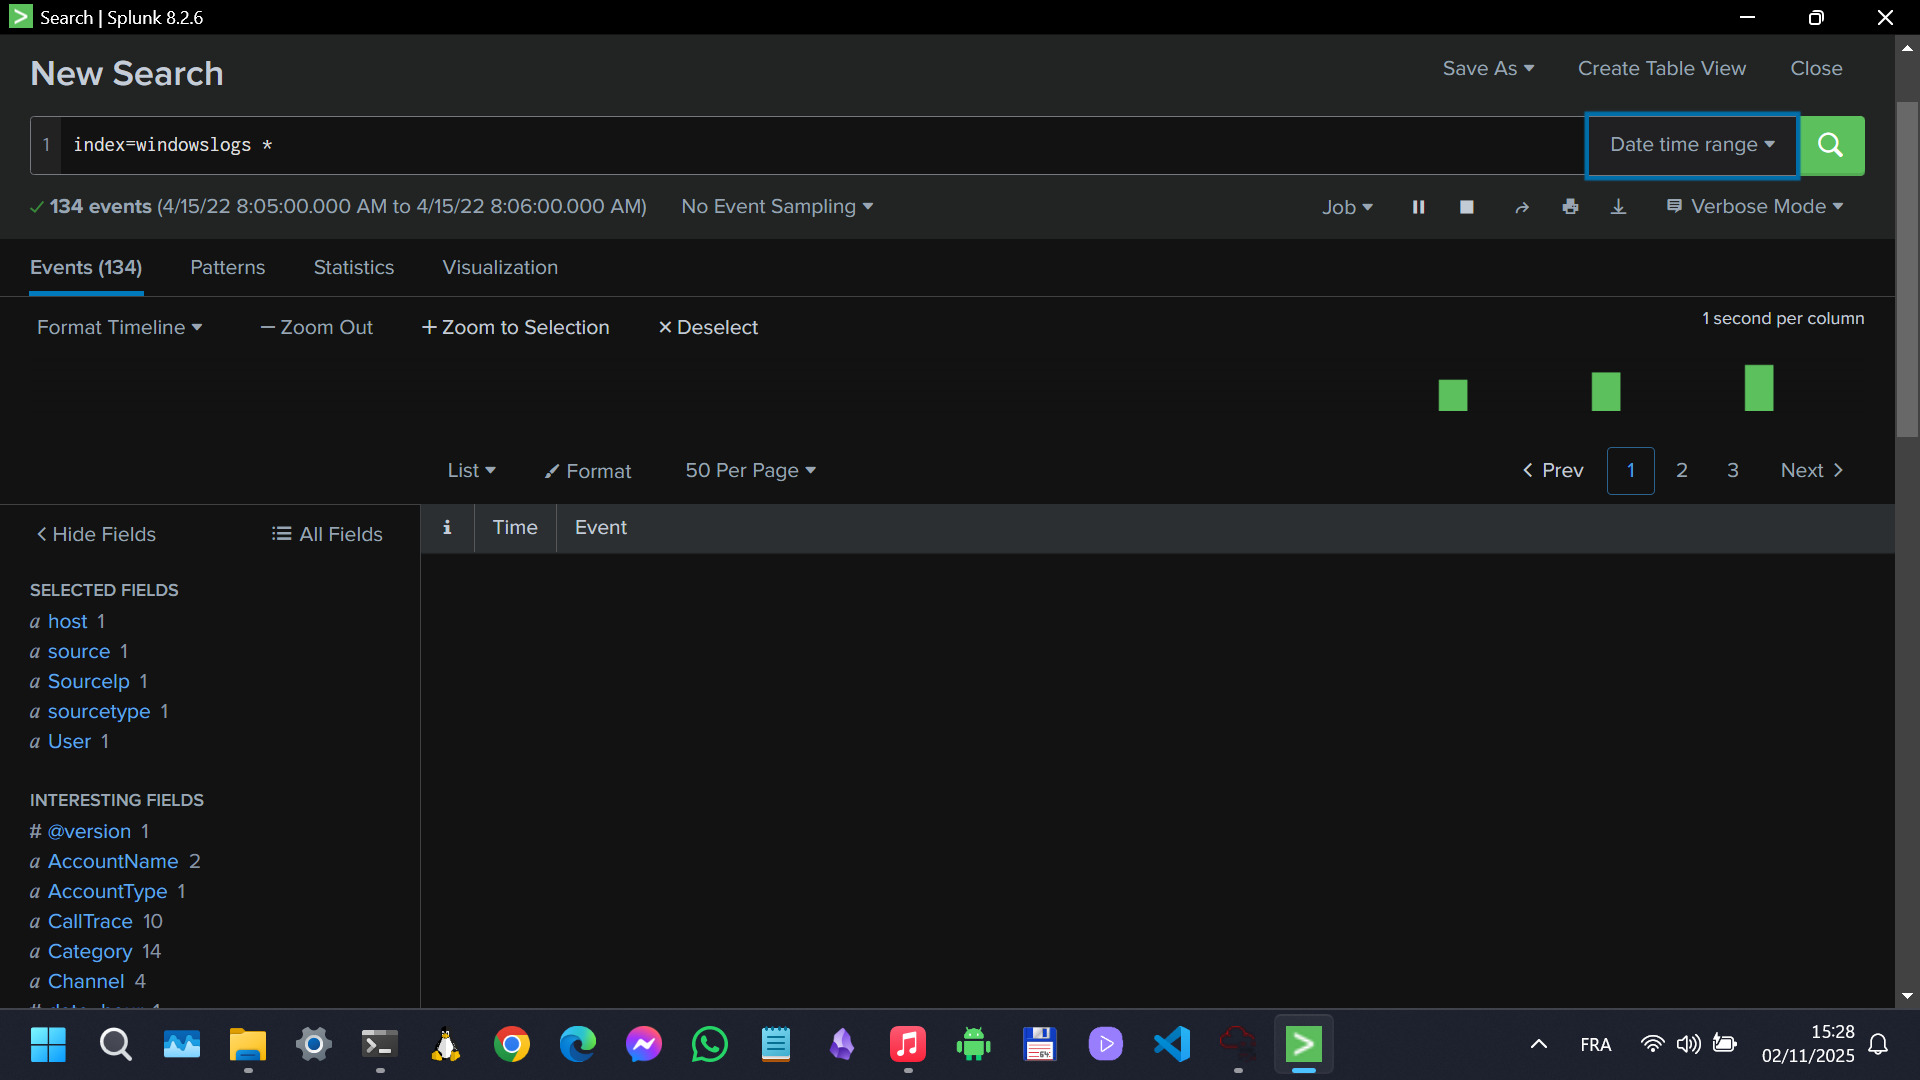 Search | Splunk 8.2.6
New Search
Save As
Create Table View
Close
1 index=windowslogs *
Date time range
134 events (4/15/22 8:05:00.000 AM to 4/15/22 8:06:00.000 AM)
No Event Sampling
Job
Verbose Mode
Events (134)
Patterns
Statistics
Visualization
Format Timeline
— Zoom Out
+ Zoom to Selection
× Deselect
1 second per column
List
Format
50 Per Page
< Prev
1
2
3
Next >
< Hide Fields
All Fields
i
Time
Event
SELECTED FIELDS
a host 1
a source 1
a SourceIp 1
a sourcetype 1
a User 1
INTERESTING FIELDS
# @version 1
a AccountName 2
a AccountType 1
a CallTrace 10
a Category 14
a Channel 4
64
FRA
15:28
02/11/2025